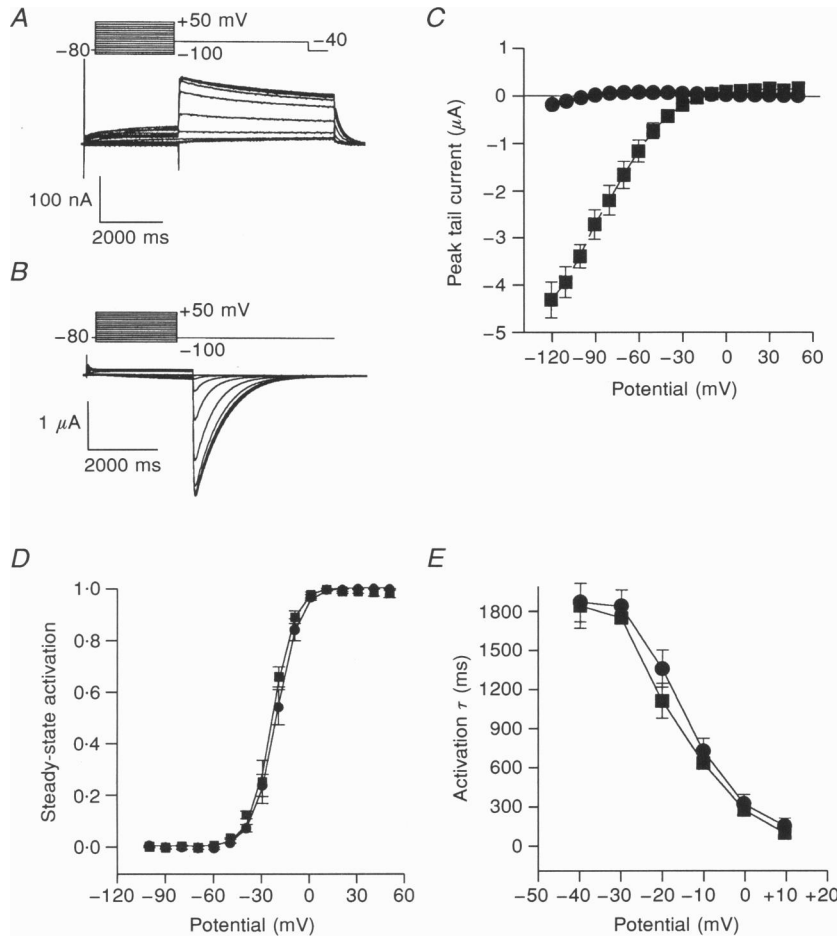 A
+50 mV
−80
−100
−40
100 nA
2000 ms
B
+50 mV
−80
−100
1 μA
2000 ms
C
Peak tail current (μA)
1
0
−1
−2
−3
−4
−5
−120 −90 −60 −30 0 30 60
Potential (mV)
D
Steady-state activation
1·0
0·8
0·6
0·4
0·2
0·0
−120 −90 −60 −30 0 30 60
Potential (mV)
E
Activation τ (ms)
1800
1500
1200
900
600
300
0
−50 −40 −30 −20 −10 0 +10 +20
Potential (mV)